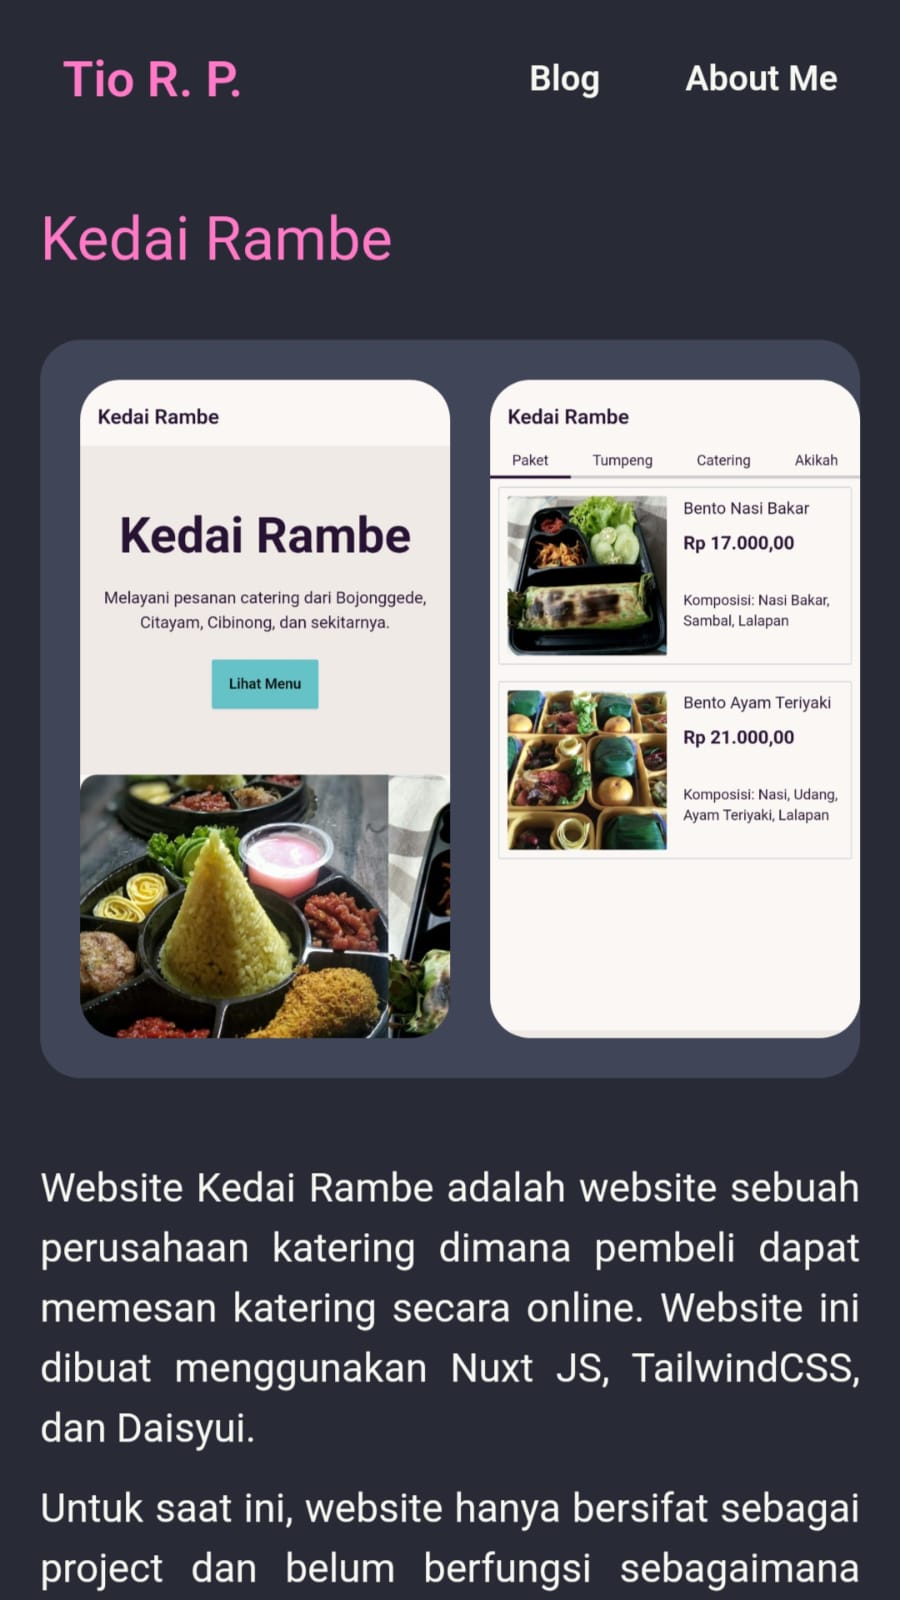 Tio R. P.
Blog
About Me
Kedai Rambe
Kedai Rambe
Kedai Rambe
Melayani pesanan catering dari Bojonggede,
Citayam, Cibinong, dan sekitarnya.
Lihat Menu
Kedai Rambe
Paket
Tumpeng
Catering
Akikah
Bento Nasi Bakar
Rp 17.000,00
Komposisi: Nasi Bakar,
Sambal, Lalapan
Bento Ayam Teriyaki
Rp 21.000,00
Komposisi: Nasi, Udang,
Ayam Teriyaki, Lalapan
Website Kedai Rambe adalah website sebuah
perusahaan katering dimana pembeli dapat
memesan katering secara online. Website ini
dibuat menggunakan Nuxt JS, TailwindCSS,
dan Daisyui.
Untuk saat ini, website hanya bersifat sebagai
project dan belum berfungsi sebagaimana